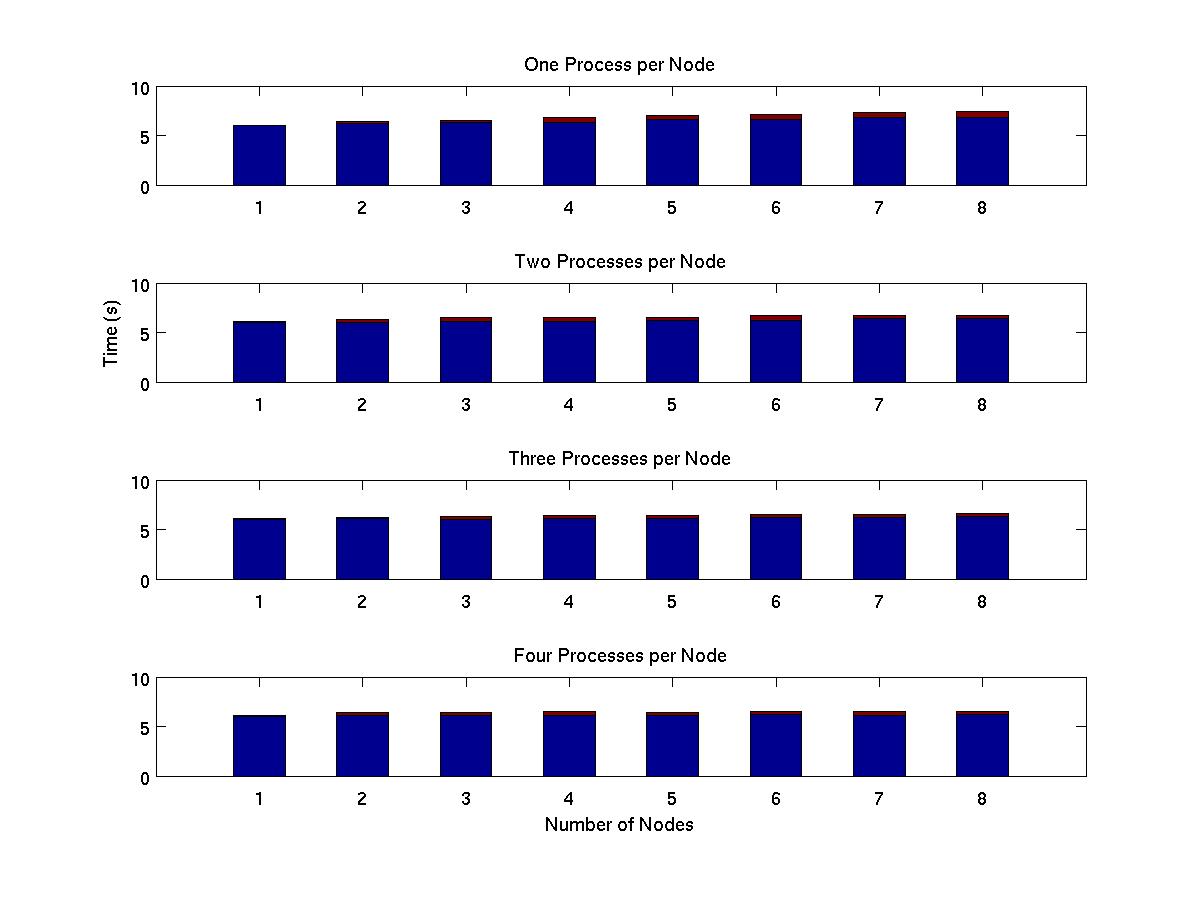 One Process per Node
10
5
0
1 2 3 4 5 6 7 8
Two Processes per Node
10
5
0
Time (s)
1 2 3 4 5 6 7 8
Three Processes per Node
10
5
0
1 2 3 4 5 6 7 8
Four Processes per Node
10
5
0
1 2 3 4 5 6 7 8
Number of Nodes